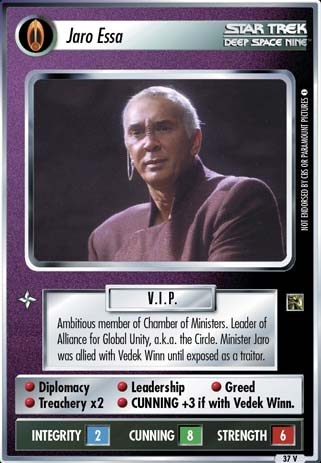 Jaro Essa
STAR TREK
DEEP SPACE NINE™
NOT ENDORSED BY CBS OR PARAMOUNT PICTURES
V.I.P.
Ambitious member of Chamber of Ministers. Leader of
Alliance for Global Unity, a.k.a. the Circle. Minister Jaro
was allied with Vedek Winn until exposed as a traitor.
Diplomacy Leadership Greed
Treachery x2 CUNNING +3 if with Vedek Winn.
INTEGRITY 2 CUNNING 8 STRENGTH 6
37 V